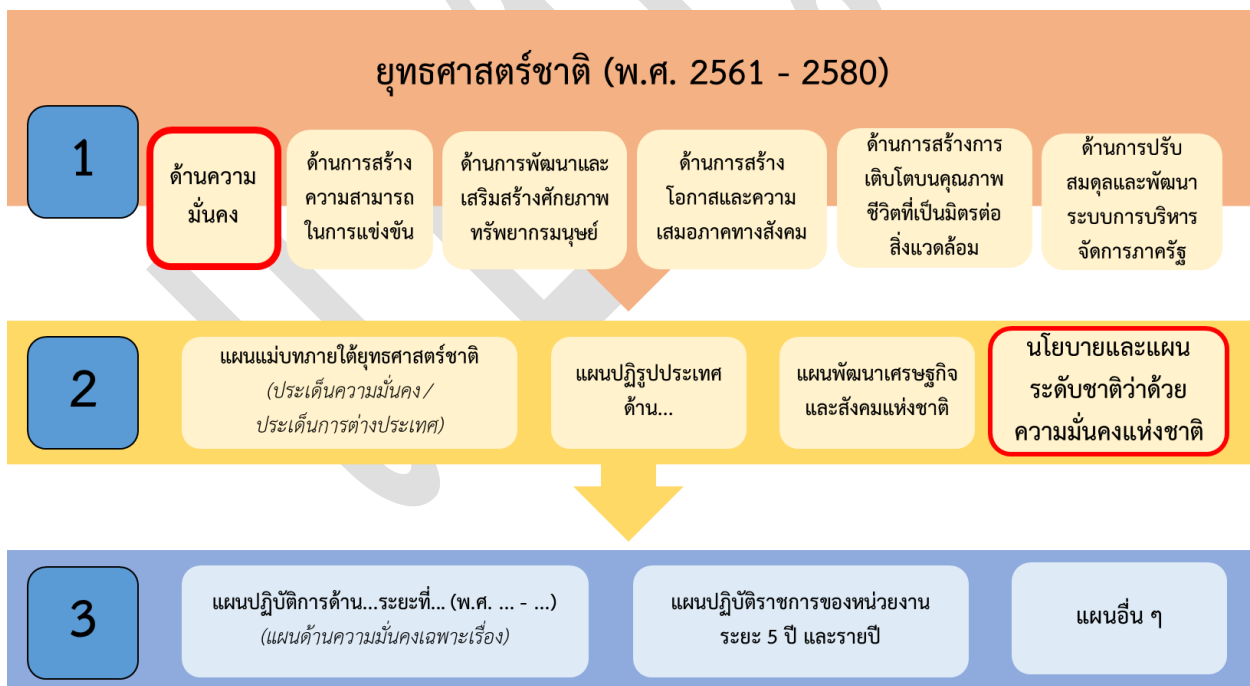 ยุทธศาสตร์ชาติ (พ.ศ. 2561 - 2580)
1
ด้านความ
มั่นคง
ด้านการสร้าง
ความสามารถ
ในการแข่งขัน
ด้านการพัฒนาและ
เสริมสร้างศักยภาพ
ทรัพยากรมนุษย์
ด้านการสร้าง
โอกาสและความ
เสมอภาคทางสังคม
ด้านการสร้างการ
เติบโตบนคุณภาพ
ชีวิตที่เป็นมิตรต่อ
สิ่งแวดล้อม
ด้านการปรับ
สมดุลและพัฒนา
ระบบการบริหาร
จัดการภาครัฐ
2
แผนแม่บทภายใต้ยุทธศาสตร์ชาติ
(ประเด็นความมั่นคง /
ประเด็นการต่างประเทศ)
แผนปฏิรูปประเทศ
ด้าน...
แผนพัฒนาเศรษฐกิจ
และสังคมแห่งชาติ
นโยบายและแผน
ระดับชาติว่าด้วย
ความมั่นคงแห่งชาติ
3
แผนปฏิบัติการด้าน...ระยะที่... (พ.ศ. ... - ...)
(แผนด้านความมั่นคงเฉพาะเรื่อง)
แผนปฏิบัติราชการของหน่วยงาน
ระยะ 5 ปี และรายปี
แผนอื่น ๆ